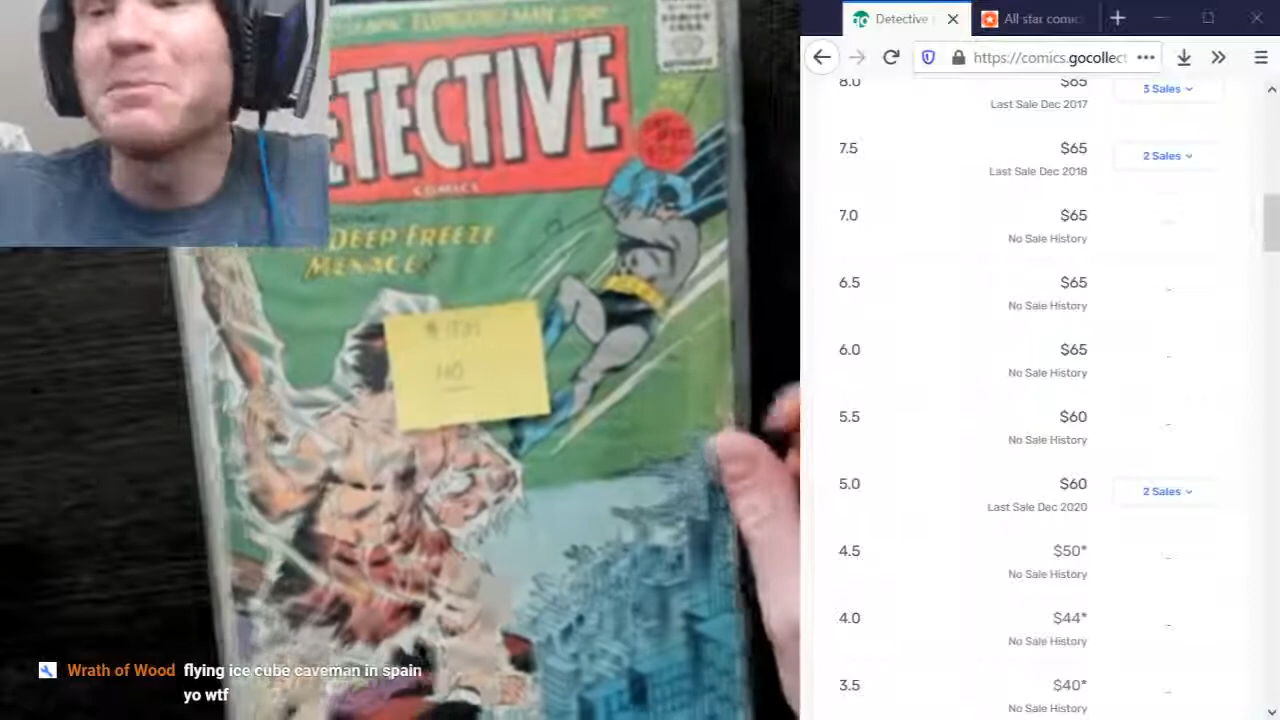 DETECTIVE
COMICS
DEEP FREEZE
MENACE!
NO
Wrath of Wood flying ice cube caveman in spain
yo wtf
Detective
All star comic
https://comics.gocollect
8.0 $65 3 Sales
Last Sale Dec 2017
7.5 $65 2 Sales
Last Sale Dec 2018
7.0 $65
No Sale History
6.5 $65 -
No Sale History
6.0 $65 -
No Sale History
5.5 $60 -
No Sale History
5.0 $60 2 Sales
Last Sale Dec 2020
4.5 $50* -
No Sale History
4.0 $44* -
No Sale History
3.5 $40* -
No Sale History